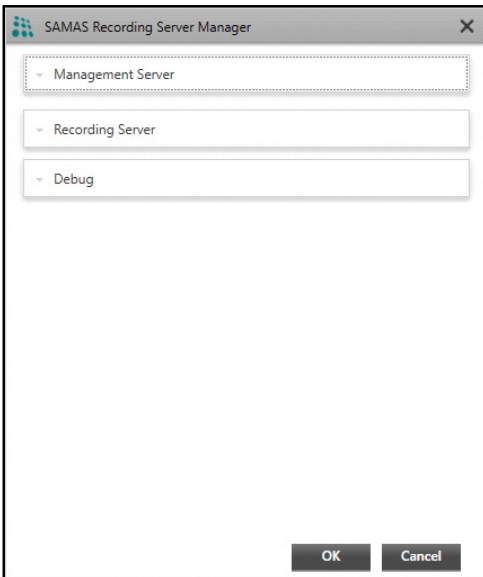 SAMAS Recording Server Manager
Management Server
Recording Server
Debug
OK Cancel